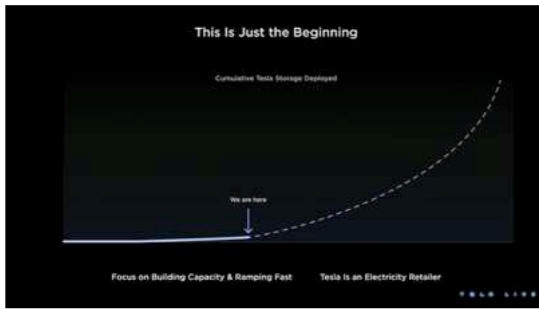 This Is Just the Beginning
Cumulative Tesla Storage Deployed
We are here
Focus on Building Capacity & Ramping Fast Tesla Is an Electricity Retailer